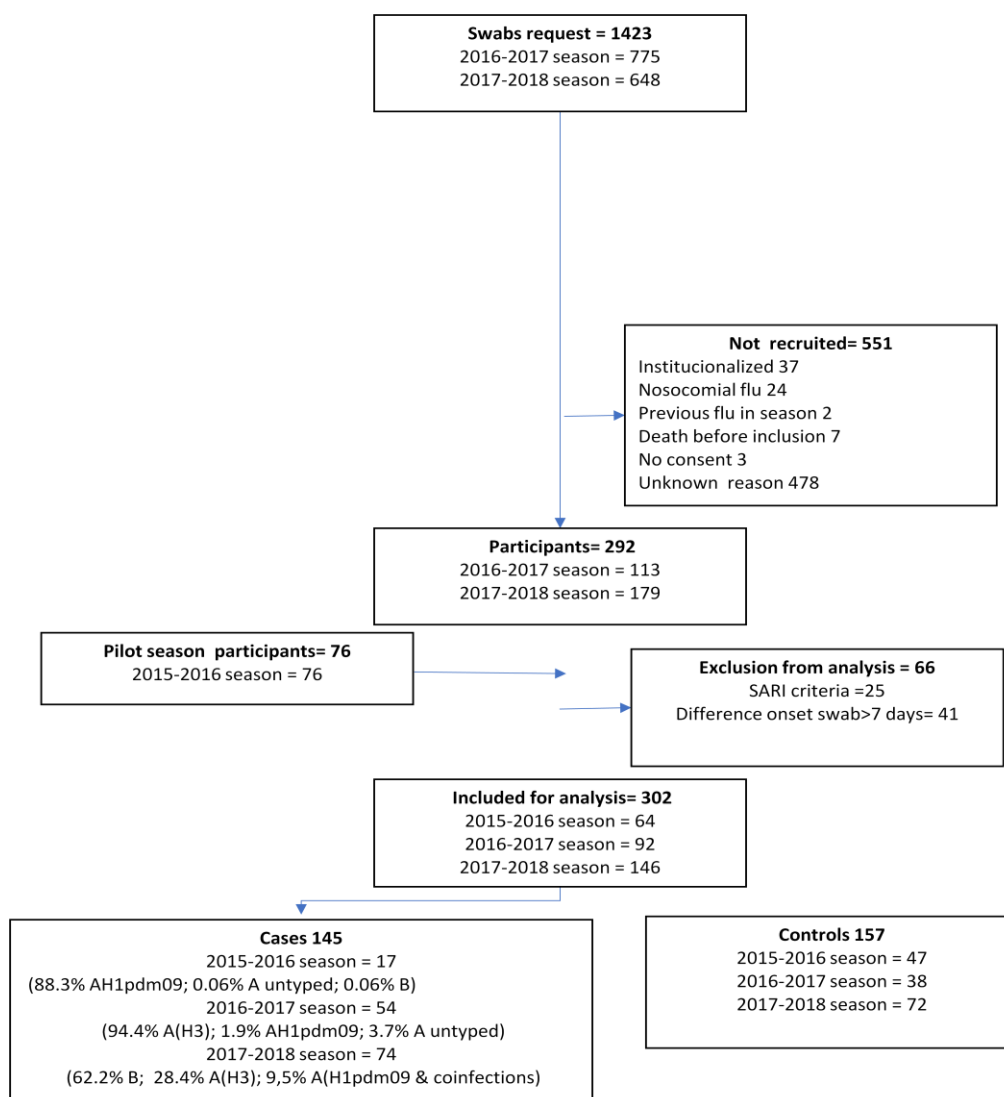 Swabs request = 1423
2016-2017 season = 775
2017-2018 season = 648
Not  recruited= 551
Institucionalized 37
Nosocomial flu 24
Previous flu in season 2
Death before inclusion 7
No consent 3
Unknown  reason 478
Participants= 292
2016-2017 season = 113
2017-2018 season = 179
Pilot season  participants= 76
2015-2016 season = 76
Exclusion from analysis = 66
SARI criteria =25
Difference onset swab>7 days= 41
Included for analysis= 302
2015-2016 season = 64
2016-2017 season = 92
2017-2018 season = 146
Cases 145
2015-2016 season = 17
(88.3% AH1pdm09; 0.06% A untyped; 0.06% B)
2016-2017 season = 54
(94.4% A(H3); 1.9% AH1pdm09; 3.7% A untyped)
2017-2018 season = 74
(62.2% B;  28.4% A(H3); 9,5% A(H1pdm09 & coinfections)
Controls 157
2015-2016 season = 47
2016-2017 season = 38
2017-2018 season = 72